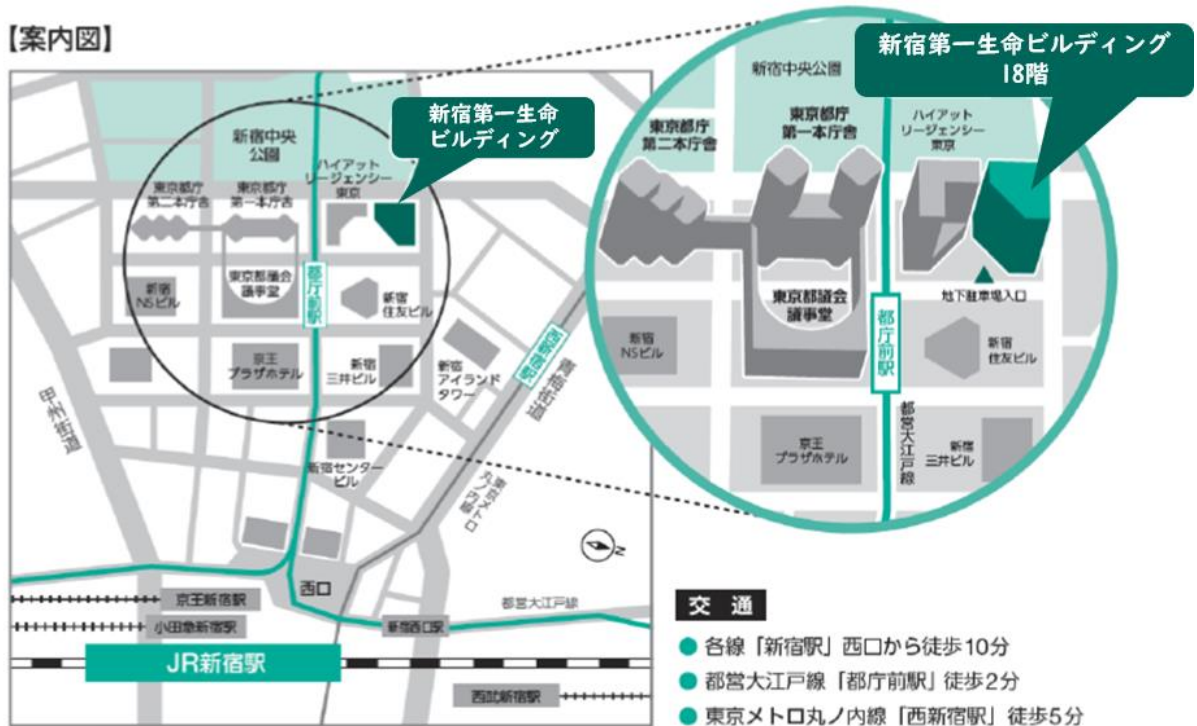 【案内図】
新宿第一生命
ビルディング
新宿中央
公園
ハイアット
リージェンシー
東京
東京都庁
第二本庁舎
東京都庁
第一本庁舎
東京都議会
議事堂
新宿
NSビル
都庁前駅
新宿
住友ビル
京王
プラザホテル
新宿
三井ビル
新宿
アイランド
タワー
西新宿駅
青梅街道
甲州街道
新宿センター
ビル
東京メトロ
丸ノ内線
N
西口
京王新宿駅
小田急新宿駅
新宿西口駅
都営大江戸線
JR新宿駅
西武新宿駅
新宿第一生命ビルディング
18階
新宿中央公園
東京都庁
第二本庁舎
東京都庁
第一本庁舎
ハイアット
リージェンシー
東京
地下駐車場入口
東京都議会
議事堂
新宿
NSビル
都庁前駅
新宿
住友ビル
京王
プラザホテル
都営大江戸線
新宿
三井ビル
交通
各線「新宿駅」西口から徒歩10分
都営大江戸線「都庁前駅」徒歩2分
東京メトロ丸ノ内線「西新宿駅」徒歩5分